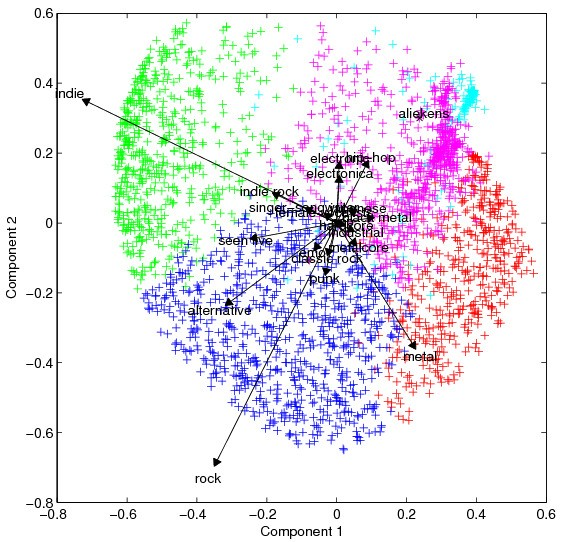 0.6
0.4
0.2
0
−0.2
−0.4
−0.6
−0.8
Component 2
indie
aliekens
hip-hop
electronica
indie rock
seen live
metalcore
classic rock
punk
alternative
metal
rock
−0.8 −0.6 −0.4 −0.2 0 0.2 0.4 0.6
Component 1